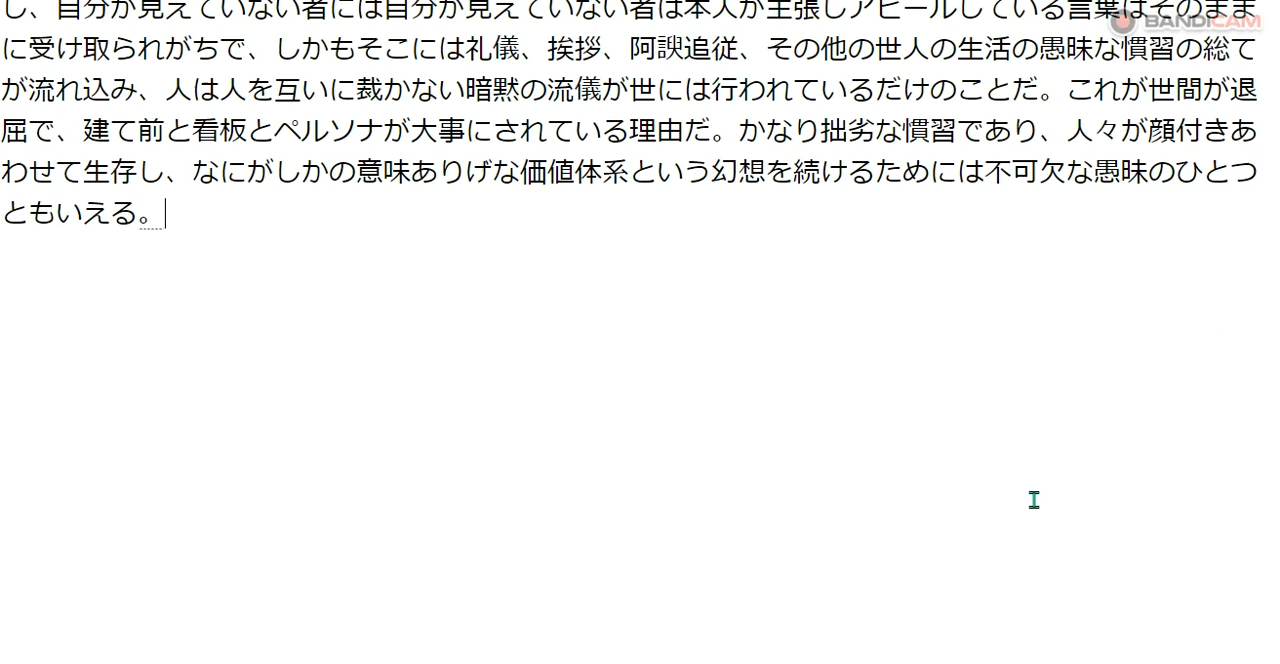 し、自分が見えていない者には自分が見えていない者は本人が主張しアピールしている言葉はそのまま
BANDICAM
に受け取られがちで、しかもそこには礼儀、挨拶、阿諛追従、その他の世人の生活の愚昧な慣習の総て
が流れ込み、人は人を互いに裁かない暗黙の流儀が世には行われているだけのことだ。これが世間が退
屈で、建て前と看板とペルソナが大事にされている理由だ。かなり拙劣な慣習であり、人々が顔付きあ
わせて生存し、なにがしかの意味ありげな価値体系という幻想を続けるためには不可欠な愚昧のひとつ
ともいえる。